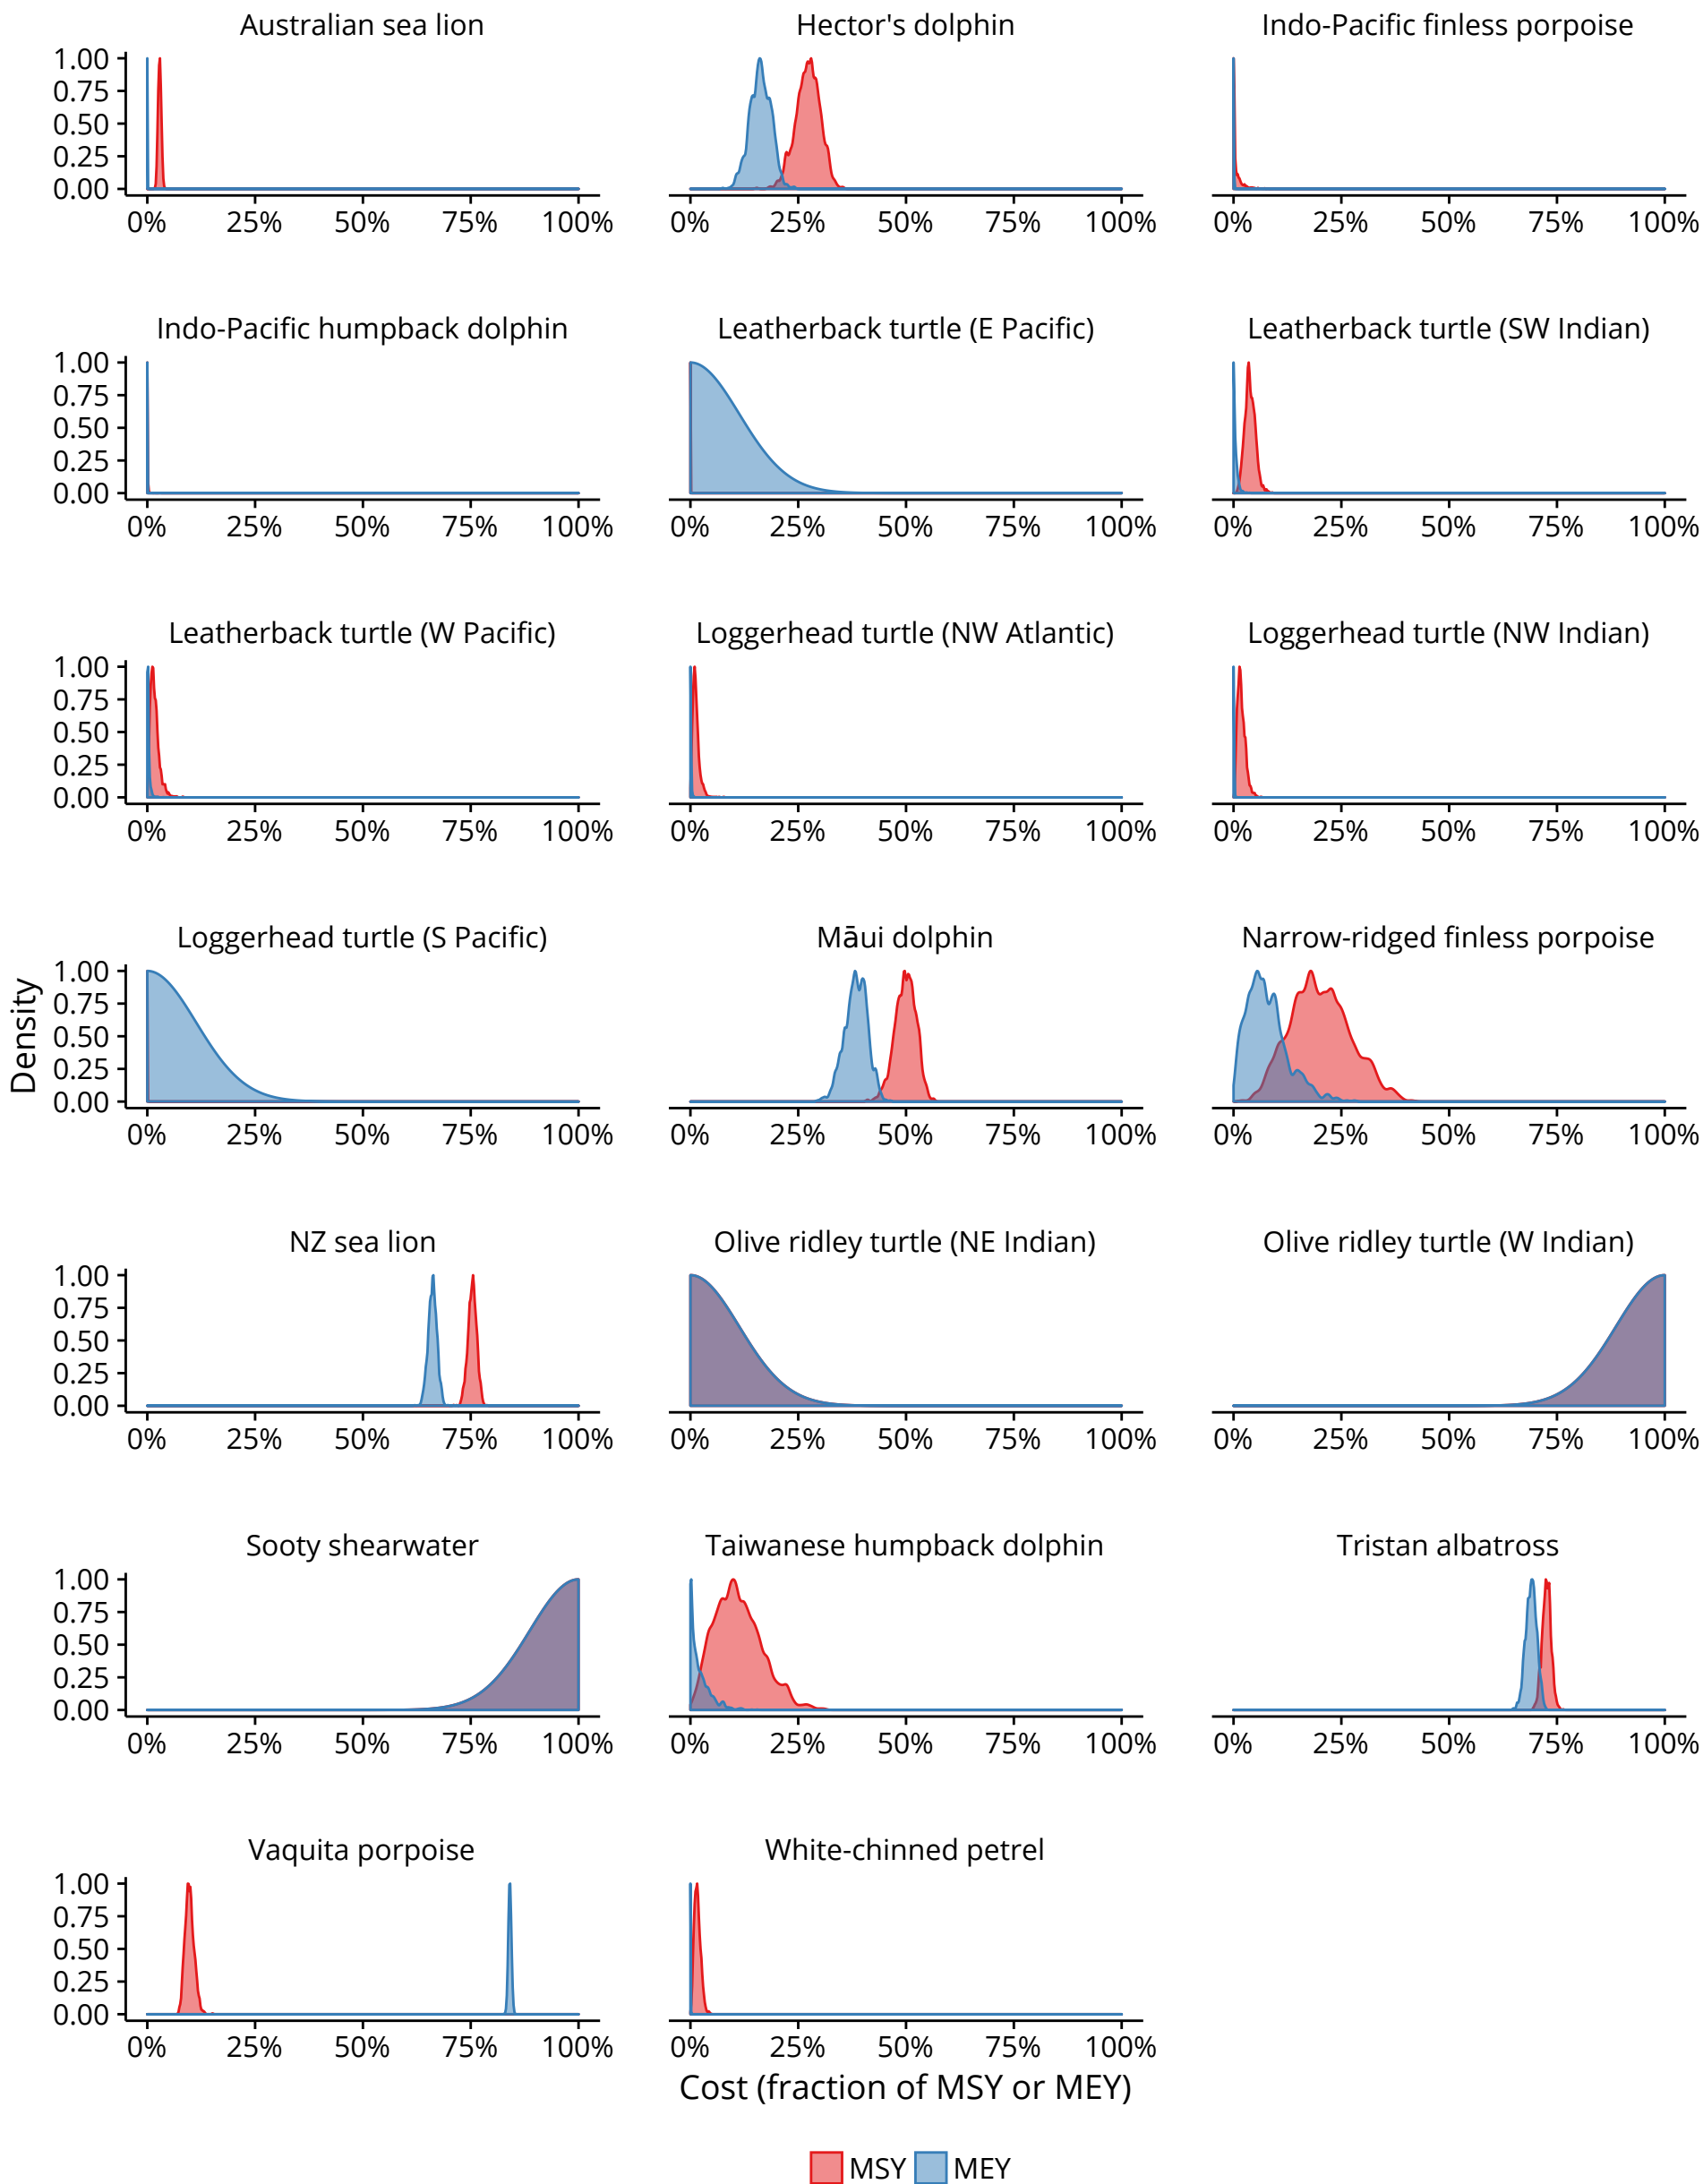 Australian sea lion
Hector's dolphin
Indo-Pacific finless porpoise
1.00
0.75
0.50
0.25
0.00
0% 25% 50% 75% 100%
0% 25% 50% 75% 100%
0% 25% 50% 75% 100%
Indo-Pacific humpback dolphin
Leatherback turtle (E Pacific)
Leatherback turtle (SW Indian)
1.00
0.75
0.50
0.25
0.00
0% 25% 50% 75% 100%
0% 25% 50% 75% 100%
0% 25% 50% 75% 100%
Leatherback turtle (W Pacific)
Loggerhead turtle (NW Atlantic)
Loggerhead turtle (NW Indian)
1.00
0.75
0.50
0.25
0.00
0% 25% 50% 75% 100%
0% 25% 50% 75% 100%
0% 25% 50% 75% 100%
Density
Loggerhead turtle (S Pacific)
Māui dolphin
Narrow-ridged finless porpoise
1.00
0.75
0.50
0.25
0.00
0% 25% 50% 75% 100%
0% 25% 50% 75% 100%
0% 25% 50% 75% 100%
NZ sea lion
Olive ridley turtle (NE Indian)
Olive ridley turtle (W Indian)
1.00
0.75
0.50
0.25
0.00
0% 25% 50% 75% 100%
0% 25% 50% 75% 100%
0% 25% 50% 75% 100%
Sooty shearwater
Taiwanese humpback dolphin
Tristan albatross
1.00
0.75
0.50
0.25
0.00
0% 25% 50% 75% 100%
0% 25% 50% 75% 100%
0% 25% 50% 75% 100%
Vaquita porpoise
White-chinned petrel
1.00
0.75
0.50
0.25
0.00
0% 25% 50% 75% 100%
0% 25% 50% 75% 100%
Cost (fraction of MSY or MEY)
MSY MEY